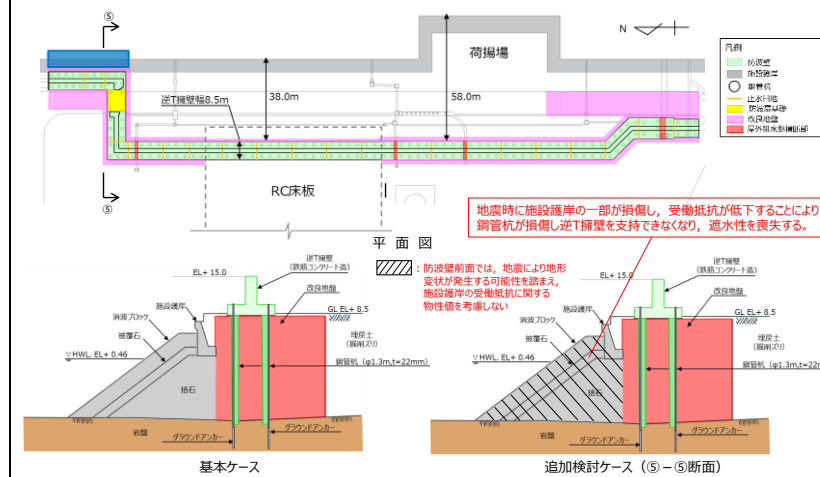 ⑤
荷揚場
N
凡例
防波壁
施設護岸
鋼管杭
止水目地
防波扉基礎
改良地盤
屋外排水路横断部
逆T擁壁幅8.5m
38.0m
58.0m
⑤
RC床板
平 面 図
地震時に施設護岸の一部が損傷し，受働抵抗が低下することにより
鋼管杭が損傷し逆T擁壁を支持できなくなり，遮水性を喪失する。
：防波壁前面では，地震により地形
変状が発生する可能性を踏まえ，
施設護岸の受働抵抗に関する
物性値を考慮しない
EL+ 15.0
逆T擁壁
（鉄筋コンクリート造）
改良地盤
施設護岸
GL EL+ 8.5
消波ブロック
被覆石
埋戻土
（掘削ズリ）
▽HWL. EL+ 0.46
鋼管杭（φ1.3m,t=22mm）
捨石
岩盤
グラウンドアンカー
グラウンドアンカー
基本ケース
EL+ 15.0
逆T擁壁
（鉄筋コンクリート造）
改良地盤
施設護岸
GL EL+ 8.5
消波ブロック
被覆石
埋戻土
（掘削ズリ）
▽HWL. EL+ 0.46
鋼管杭（φ1.3m,t=22m
捨石
岩盤
グラウンドアンカー
グラウンドアンカー
追加検討ケース（⑤－⑤断面）